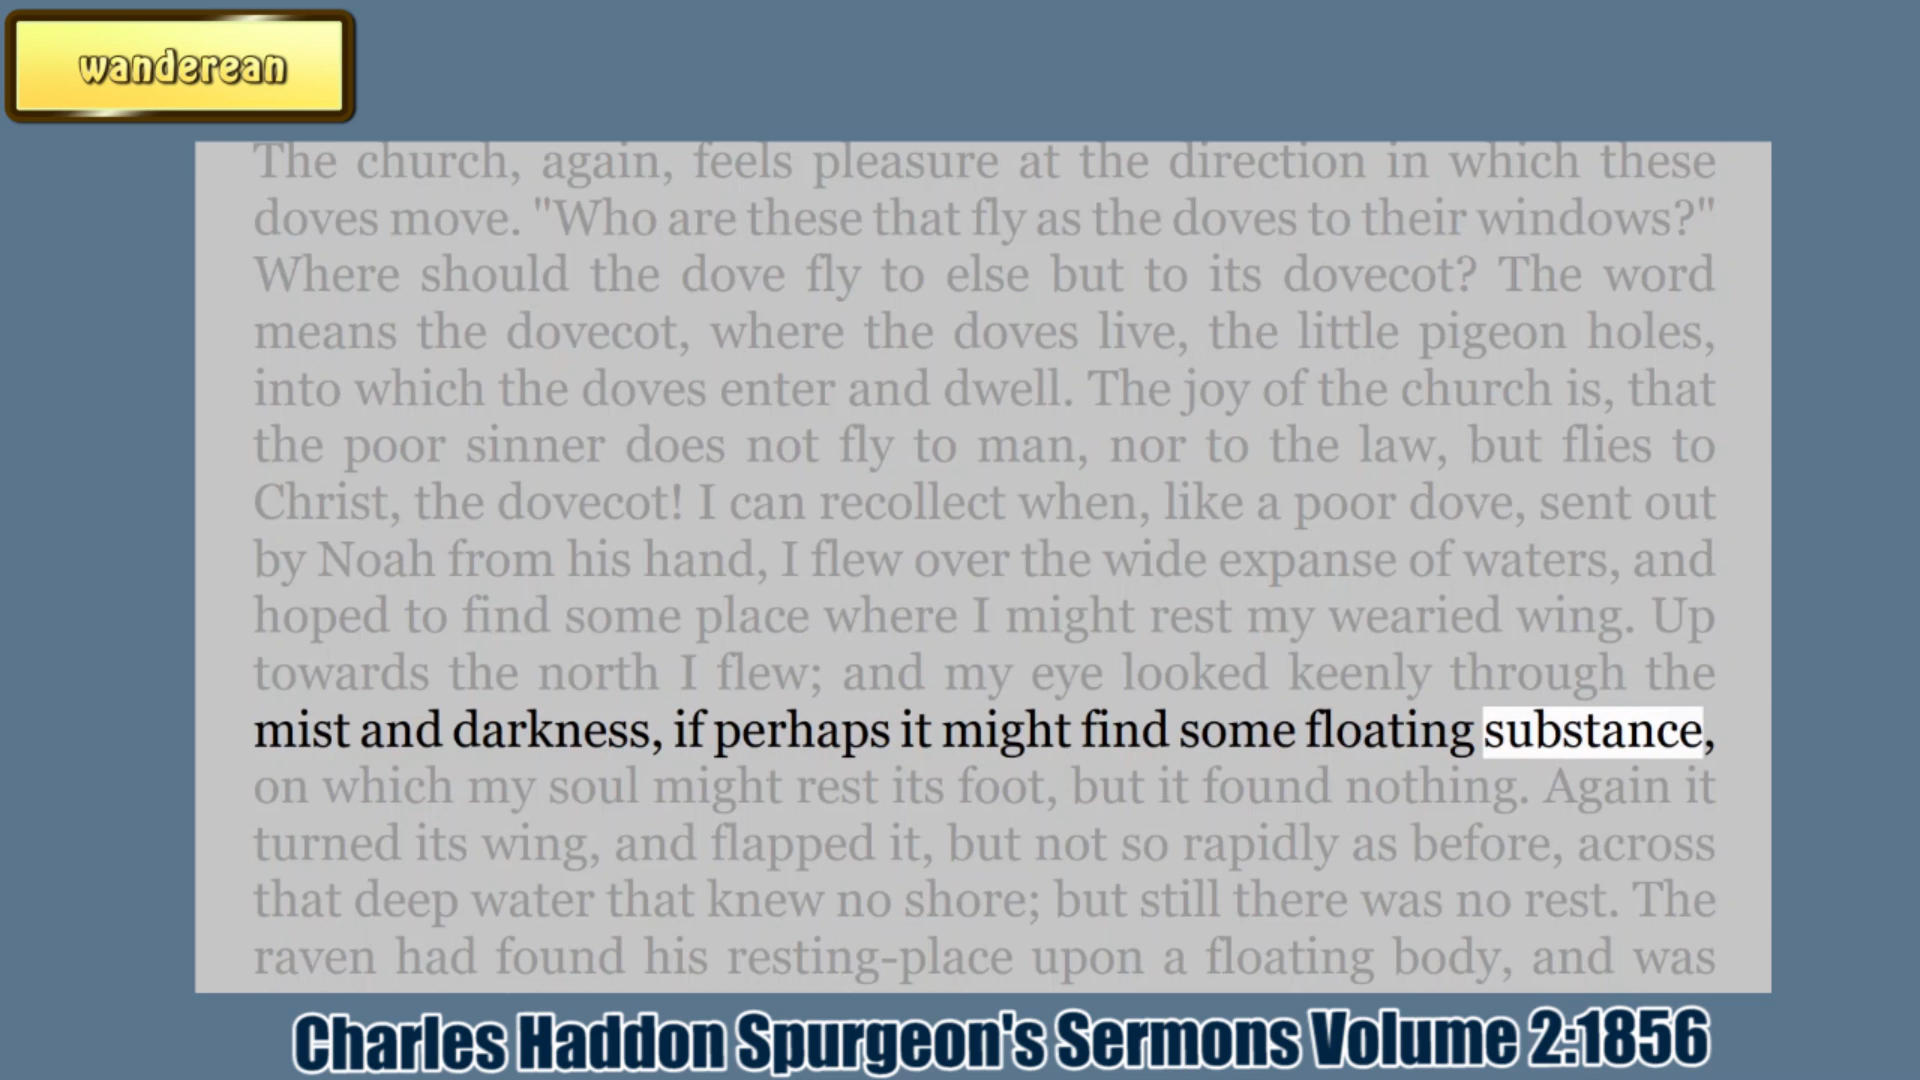 wanderean
The church, again, feels pleasure at the direction in which these
doves move. "Who are these that fly as the doves to their windows?"
Where should the dove fly to else but to its dovecot? The word
means the dovecot, where the doves live, the little pigeon holes,
into which the doves enter and dwell. The joy of the church is, that
the poor sinner does not fly to man, nor to the law, but flies to
Christ, the dovecot! I can recollect when, like a poor dove, sent out
by Noah from his hand, I flew over the wide expanse of waters, and
hoped to find some place where I might rest my wearied wing. Up
towards the north I flew; and my eye looked keenly through the
mist and darkness, if perhaps it might find some floating substance,
on which my soul might rest its foot, but it found nothing. Again it
turned its wing, and flapped it, but not so rapidly as before, across
that deep water that knew no shore; but still there was no rest. The
raven had found his resting-place upon a floating body, and was
Charles Haddon Spurgeon's Sermons Volume 2:1856